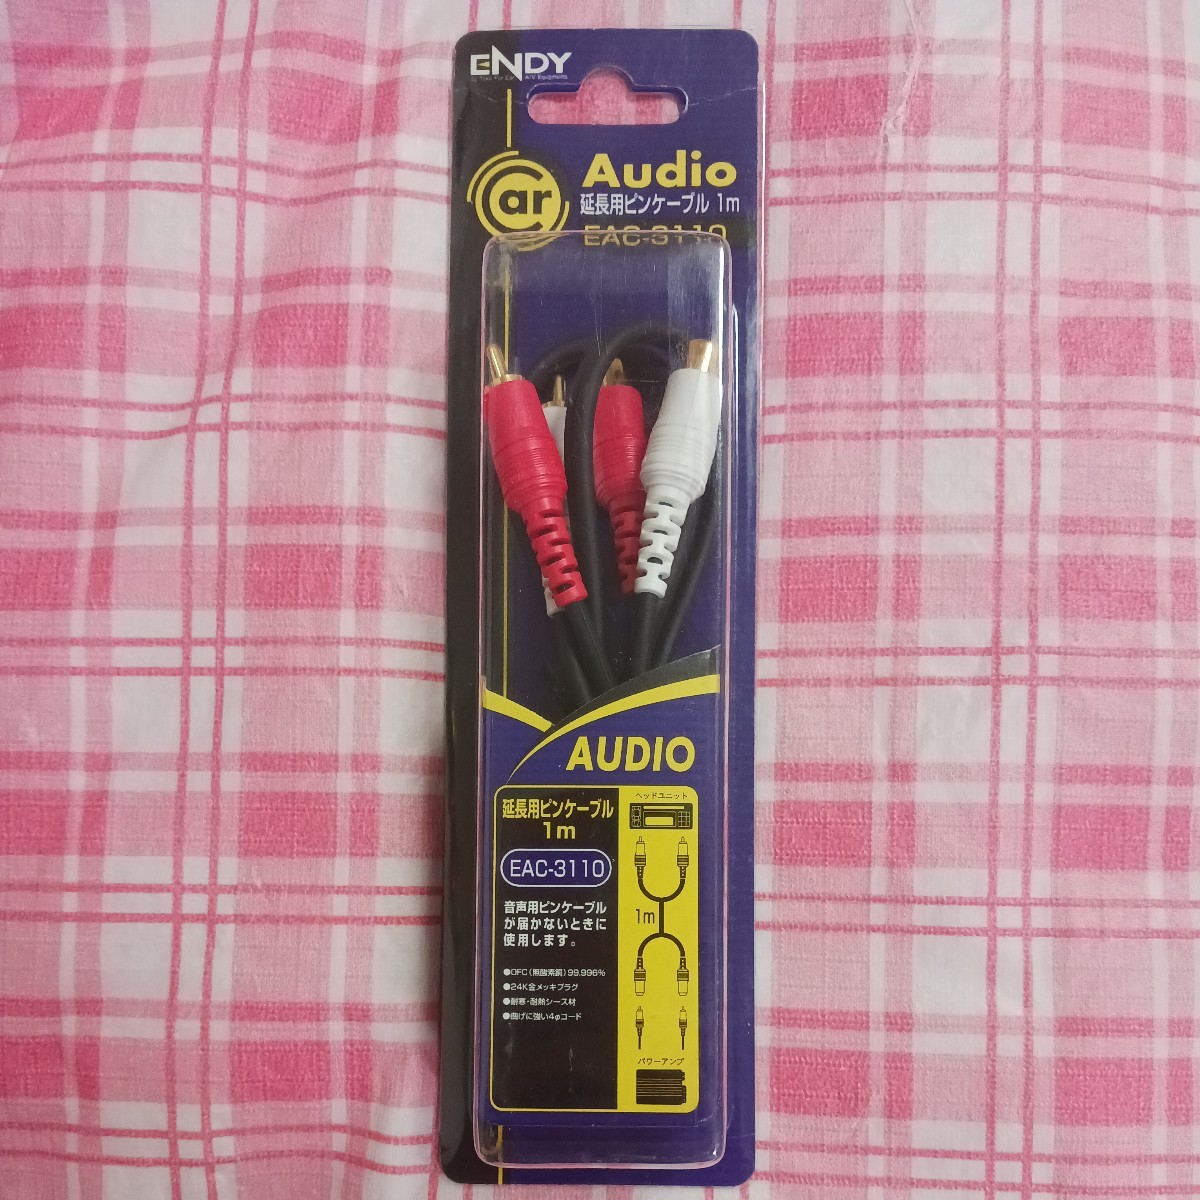 ENDY
Car Audio
延長用ピンケーブル 1m
EAC-3110
AUDIO
延長用ピンケーブル
1m
EAC-3110
音声用ピンケーブル
が届かないときに
使用します。
●OFC(無酸素銅)99.996%
●24K金メッキプラグ
●耐寒・耐熱シース材
●曲げに強い4φコード
ヘッドユニット
1m
パワーアンプ